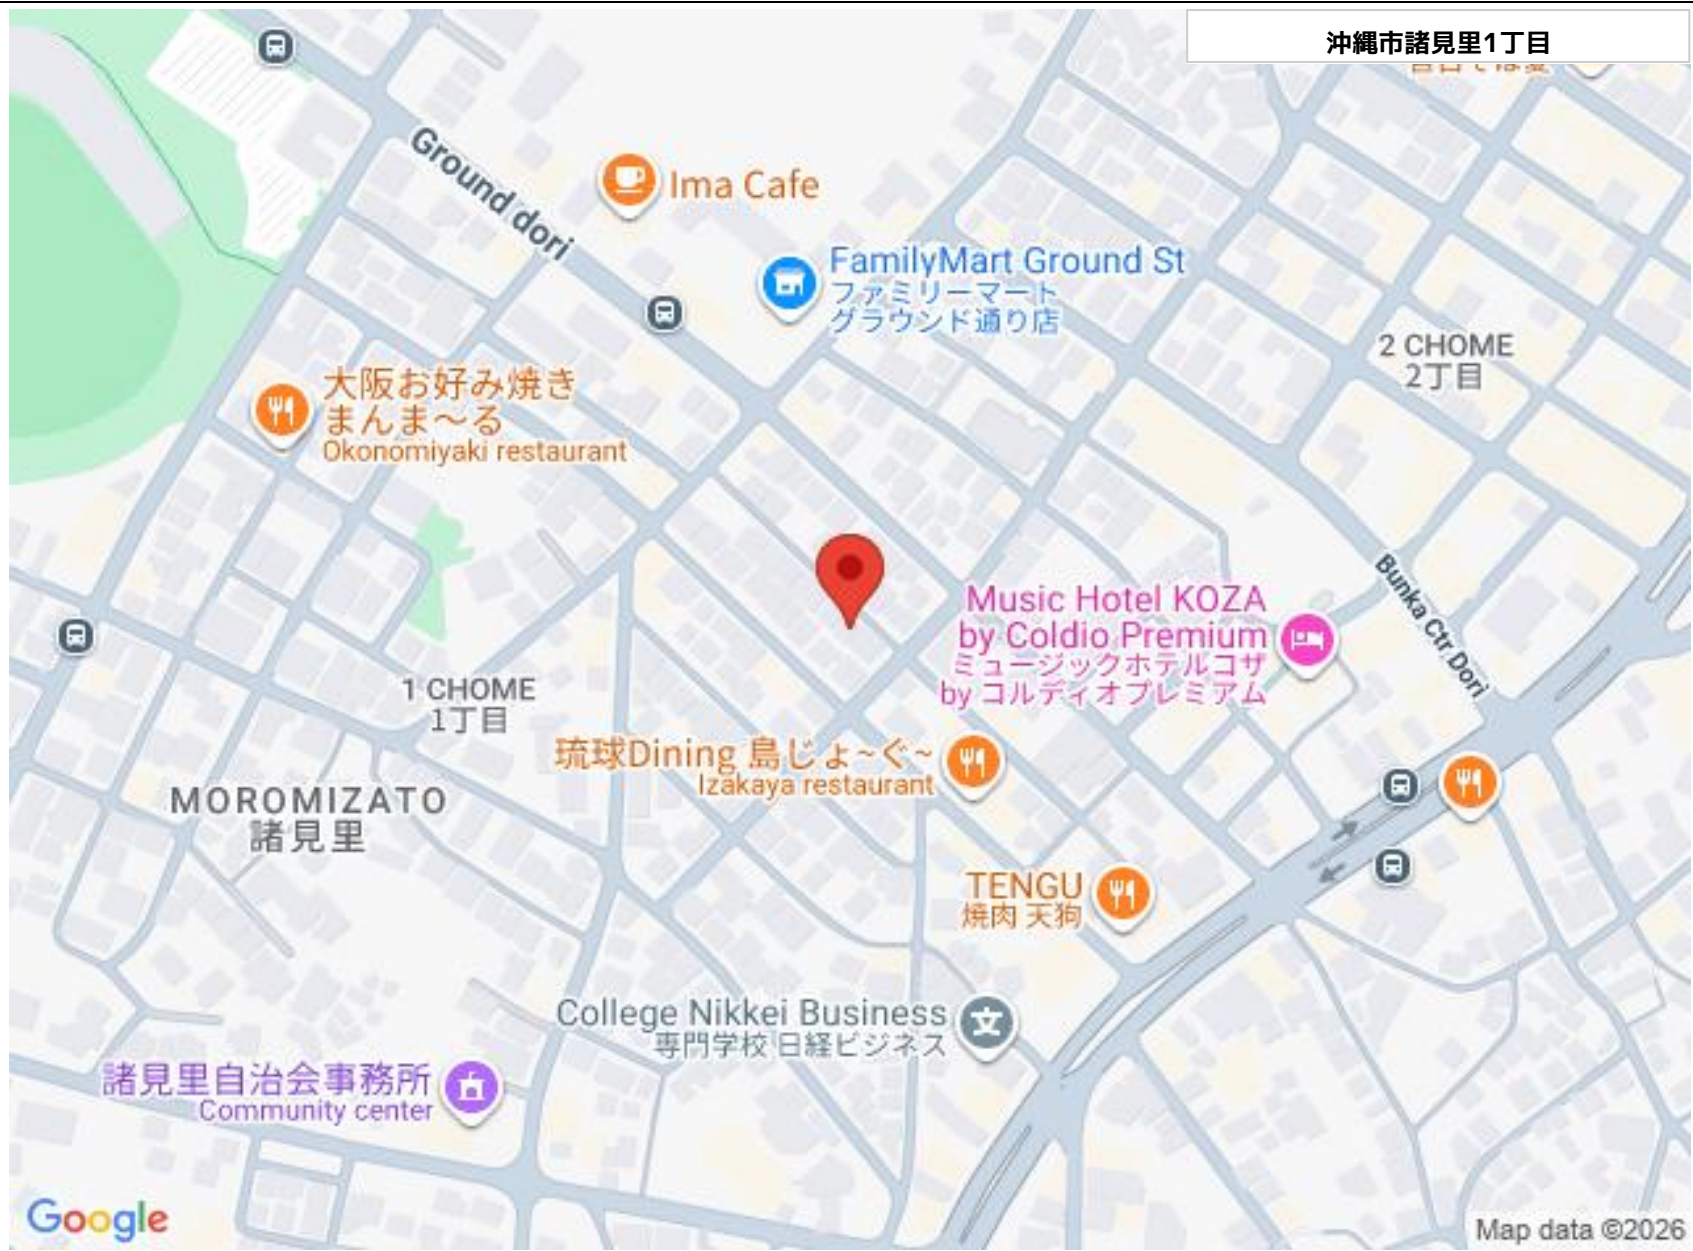 沖縄市諸見里1丁目
Ground dori
Ima Cafe
FamilyMart Ground St
ファミリーマート
グラウンド通り店
2 CHOME
2丁目
大阪お好み焼き
まんま～る
Okonomiyaki restaurant
Bunka Ctr Dori
Music Hotel KOZA
by Coldio Premium
ミュージックホテルコザ
by コルディオプレミアム
1 CHOME
1丁目
琉球Dining 島じょ~ぐ~
Izakaya restaurant
MOROMIZATO
諸見里
TENGU
焼肉 天狗
College Nikkei Business
専門学校 日経ビジネス
文
諸見里自治会事務所
Community center
Google
Map data ©2026